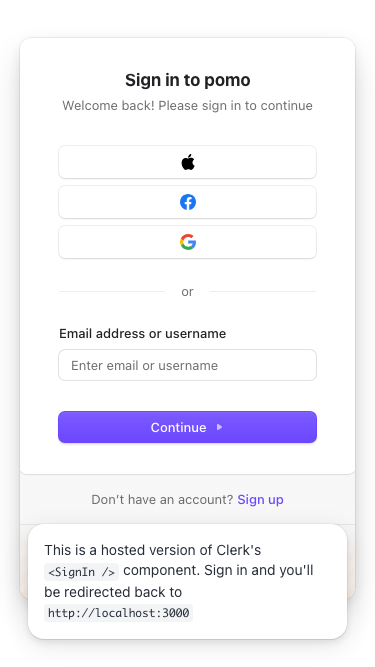 Sign in to pomo
Welcome back! Please sign in to continue
or
Email address or username
Enter email or username
Continue
Don't have an account? Sign up
This is a hosted version of Clerk's
<SignIn /> component. Sign in and you'll
be redirected back to
http://localhost:3000